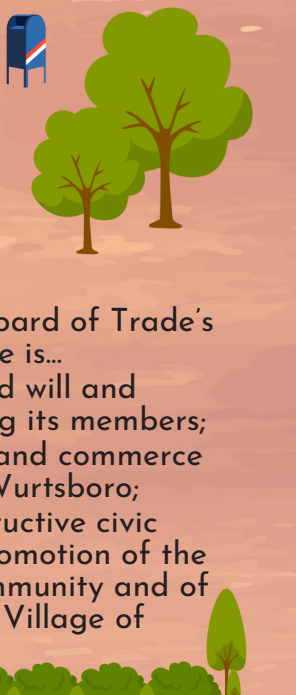 oard of Trade's
e is...
d will and
g its members;
and commerce
Wurtsboro;
uctive civic
omotion of the
mmunity and of
Village of